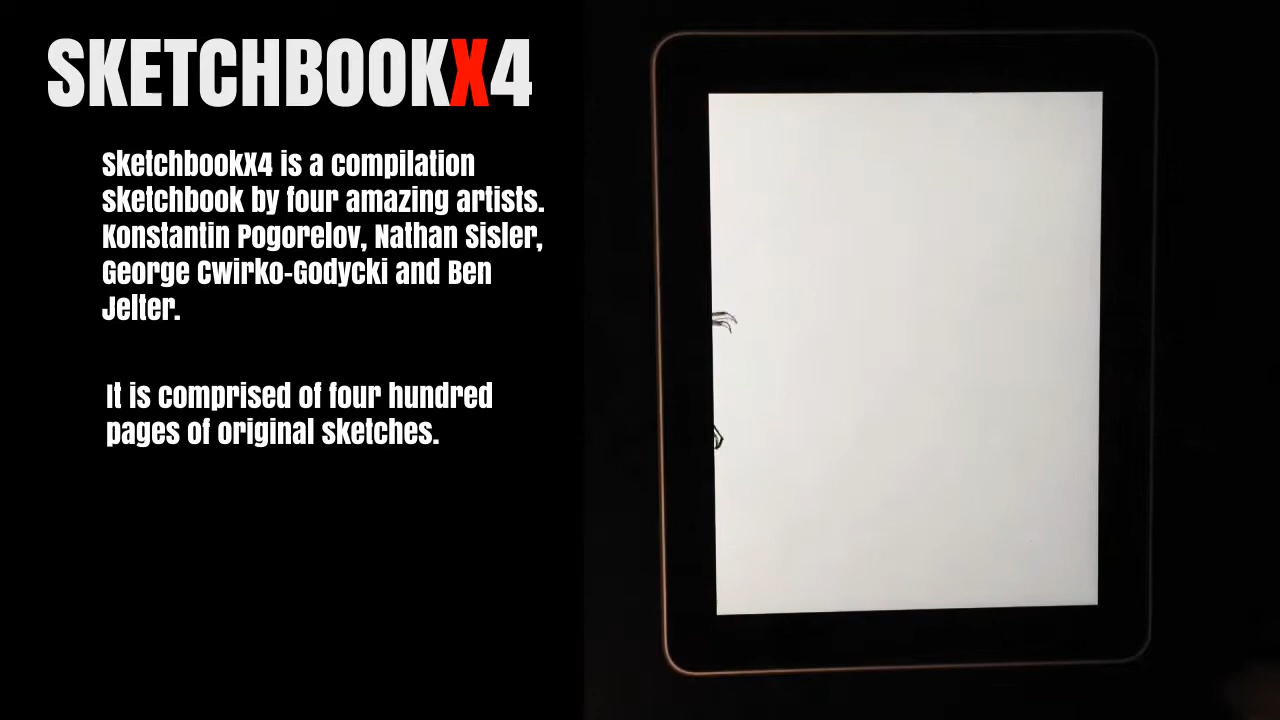 SKETCHBOOKX4
SketchbookX4 is a compilation
sketchbook by four amazing artists.
Konstantin Pogorelov, Nathan Sisler,
George Cwirko-Godycki and Ben
Jelter.
It is comprised of four hundred
pages of original sketches.